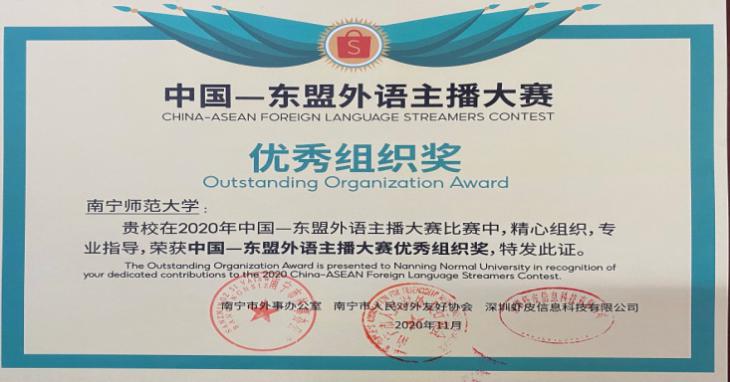 S
中国—东盟外语主播大赛
CHINA-ASEAN FOREIGN LANGUAGE STREAMERS CONTEST
优秀组织奖
Outstanding Organization Award
南宁师范大学:
贵校在2020年中国—东盟外语主播大赛比赛中,精心组织,专
业指导,荣获中国—东盟外语主播大赛优秀组织奖,特发此证。
The Outstanding Organization Award is presented to Nanning Normal University in recognition of
your dedicated contributions to the 2020 China-ASEAN Foreign Language Streamers Contest.
南宁市外事办公室 南宁市人民对外友好协会 深圳虾皮信息科技有限公司
2020年11月